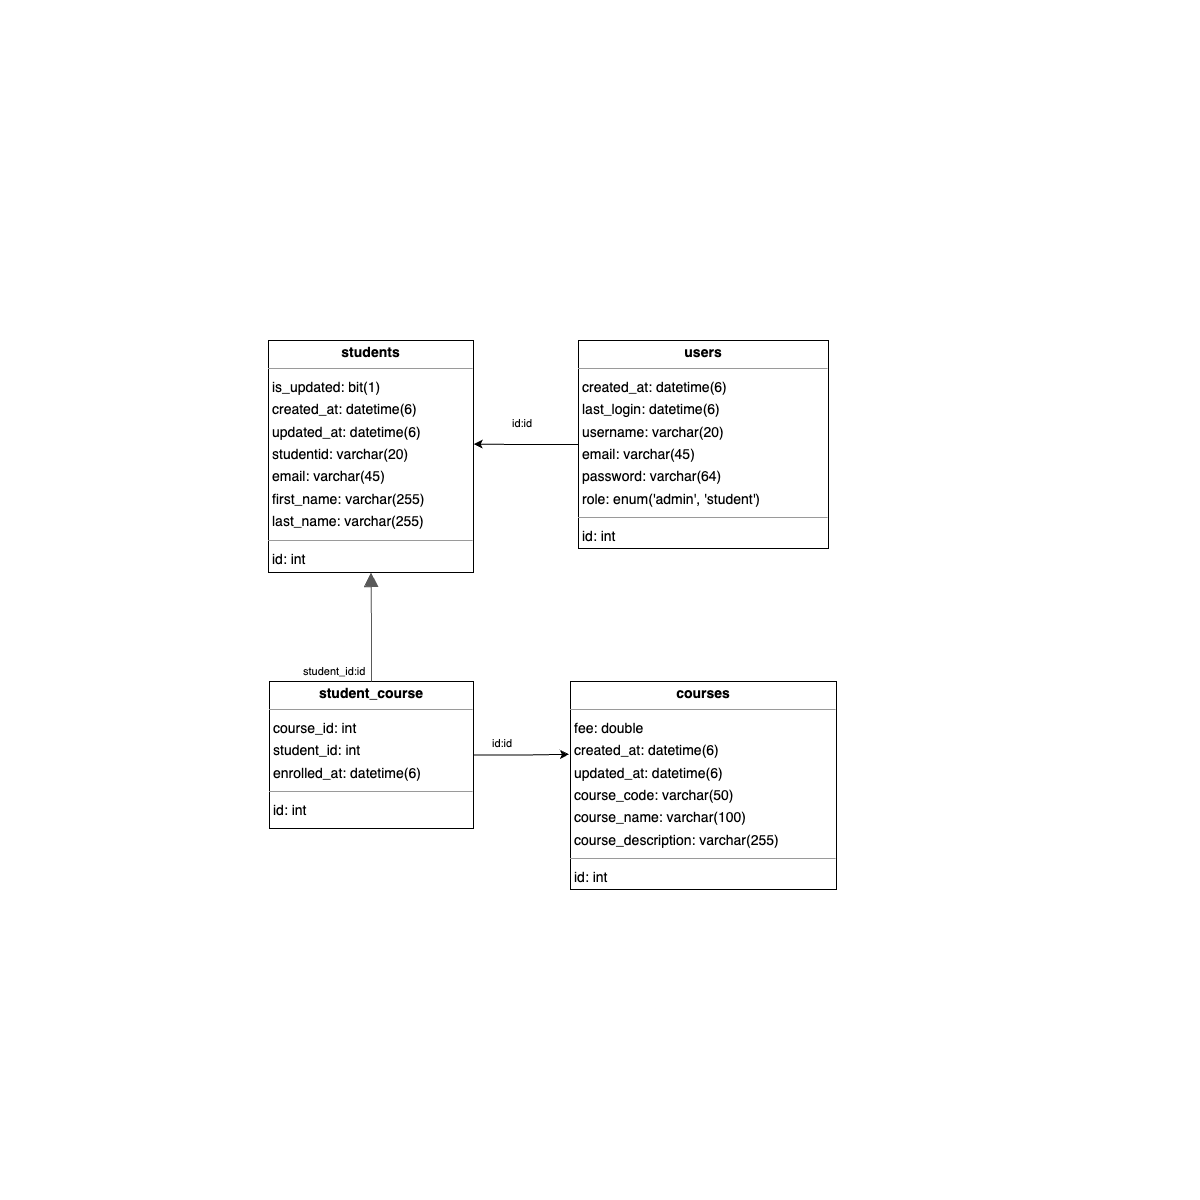 students
is_updated: bit(1)
created_at: datetime(6)
updated_at: datetime(6)
studentid: varchar(20)
email: varchar(45)
first_name: varchar(255)
last_name: varchar(255)
id: int
id:id
users
created_at: datetime(6)
last_login: datetime(6)
username: varchar(20)
email: varchar(45)
password: varchar(64)
role: enum('admin', 'student')
id: int
student_id:id
student_course
course_id: int
student_id: int
enrolled_at: datetime(6)
id: int
id:id
courses
fee: double
created_at: datetime(6)
updated_at: datetime(6)
course_code: varchar(50)
course_name: varchar(100)
course_description: varchar(255)
id: int